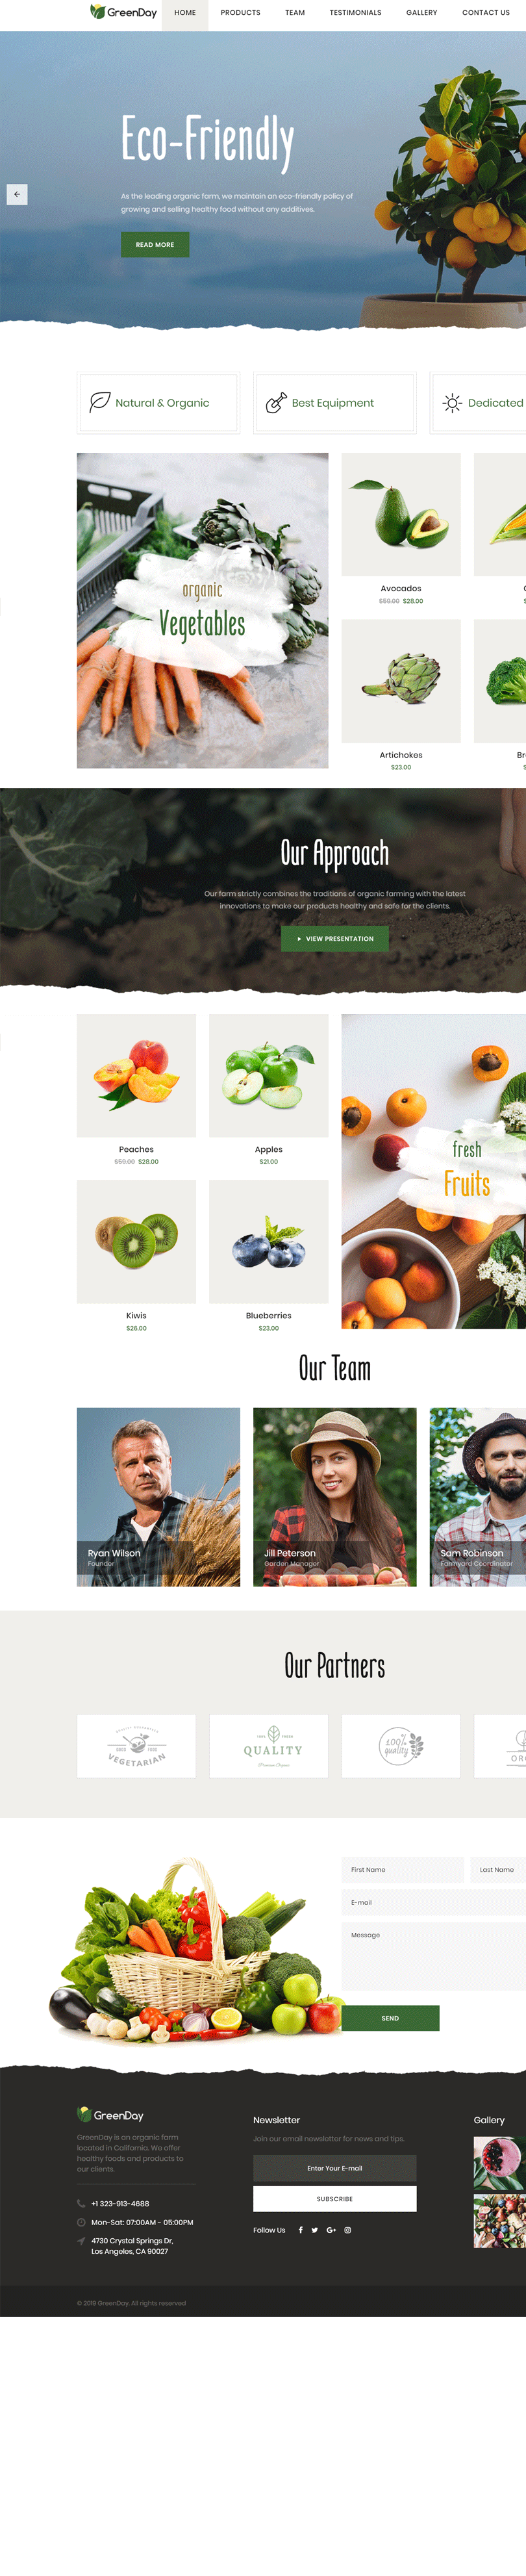 GreenDay
HOME
PRODUCTS
TEAM
TESTIMONIALS
GALLERY
CONTACT US
Eco-Friendly
As the leading organic farm, we maintain an eco-friendly policy of
growing and selling healthy food without any additives.
READ MORE
Natural & Organic
Best Equipment
Dedicated
organic
Vegetables
Avocados
$59.00 $28.00
Artichokes
$23.00
Br
Our Approach
Our farm strictly combines the traditions of organic farming with the latest
innovations to make our products healthy and safe for the clients.
VIEW PRESENTATION
Peaches
$59.00 $28.00
Apples
$21.00
fresh
Fruits
Kiwis
$26.00
Blueberries
$23.00
Our Team
Ryan Wilson
Founder
Jill Peterson
Garden Manager
Sam Robinson
Farmyard Coordinator
Our Partners
VEGETARIAN
100% FRESH
QUALITY
Premium Organic
100%
quality
ORG
First Name
Last Name
E-mail
Message
SEND
GreenDay
GreenDay is an organic farm
located in California. We offer
healthy foods and products to
our clients.
+1 323-913-4688
Mon-Sat: 07:00AM - 05:00PM
4730 Crystal Springs Dr,
Los Angeles, CA 90027
Newsletter
Join our email newsletter for news and tips.
Enter Your E-mail
SUBSCRIBE
Follow Us
Gallery
© 2019 GreenDay. All rights reserved